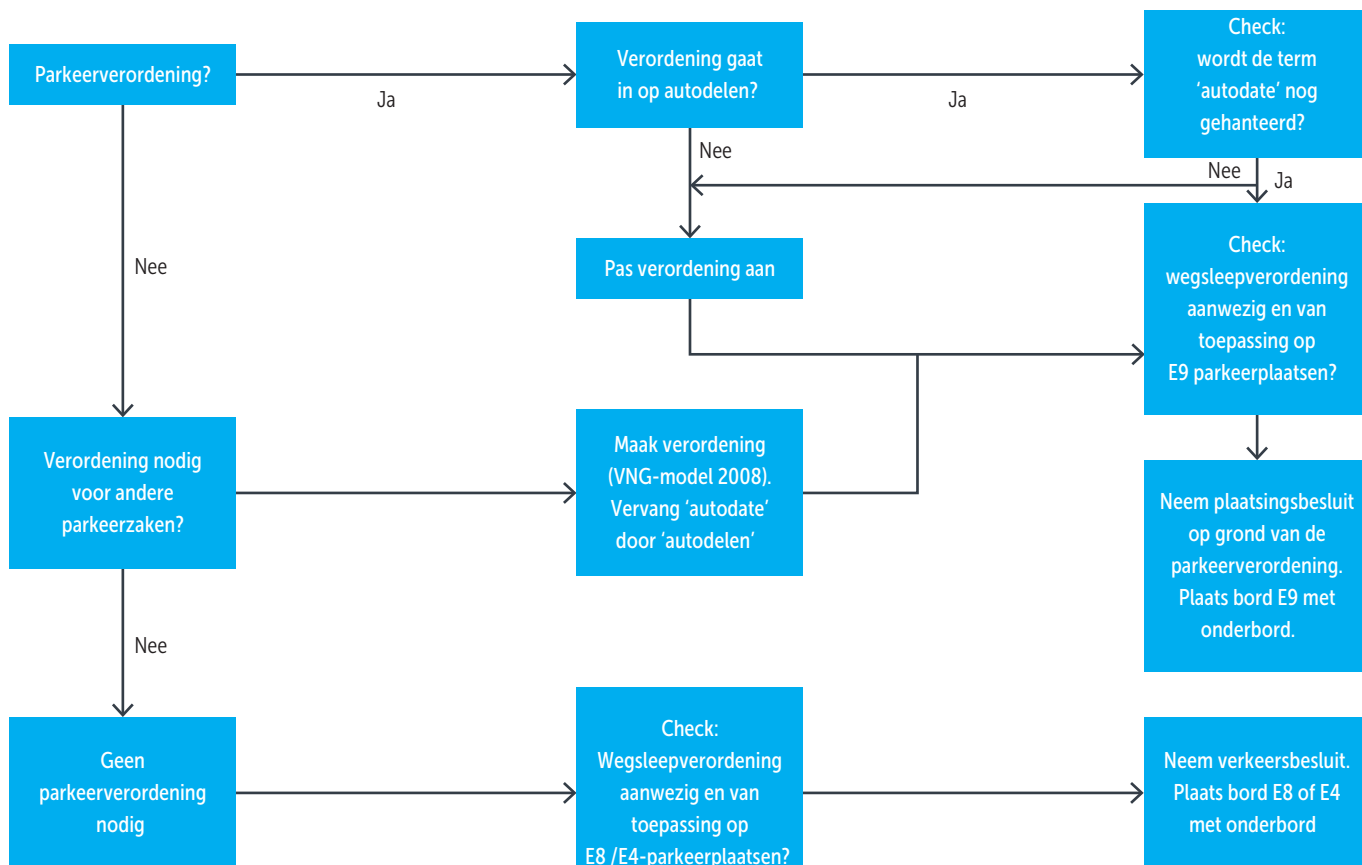 Parkeerverordening?
Ja
Verordening gaat
in op autodelen?
Ja
Check:
wordt de term
‘autodate’ nog
gehanteerd?
Nee
Nee
Ja
Nee
Pas verordening aan
Check:
wegsleepverordening
aanwezig en van
toepassing op
E9 parkeerplaatsen?
Verordening nodig
voor andere
parkeerzaken?
Maak verordening
(VNG-model 2008).
Vervang ‘autodate’
door ‘autodelen’
Neem plaatsingsbesluit
op grond van de
parkeerverordening.
Plaats bord E9 met
onderbord.
Nee
Geen
parkeerverordening
nodig
Check:
Wegsleepverordening
aanwezig en van
toepassing op
E8 /E4-parkeerplaatsen?
Neem verkeersbesluit.
Plaats bord E8 of E4
met onderbord